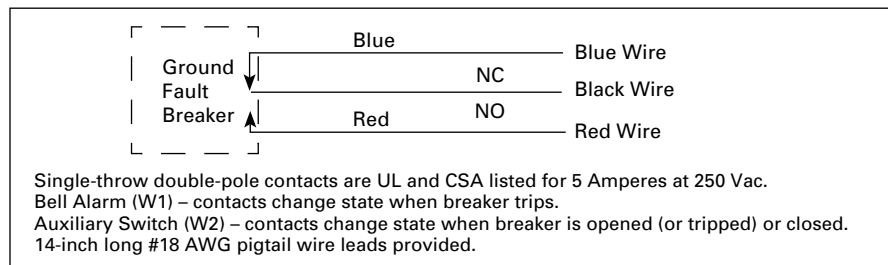 Blue
Blue Wire
Ground
Fault
Breaker
NC
Black Wire
NO
Red
Red Wire
Single-throw double-pole contacts are UL and CSA listed for 5 Amperes at 250 Vac.
Bell Alarm (W1) – contacts change state when breaker trips.
Auxiliary Switch (W2) – contacts change state when breaker is opened (or tripped) or closed.
14-inch long #18 AWG pigtail wire leads provided.